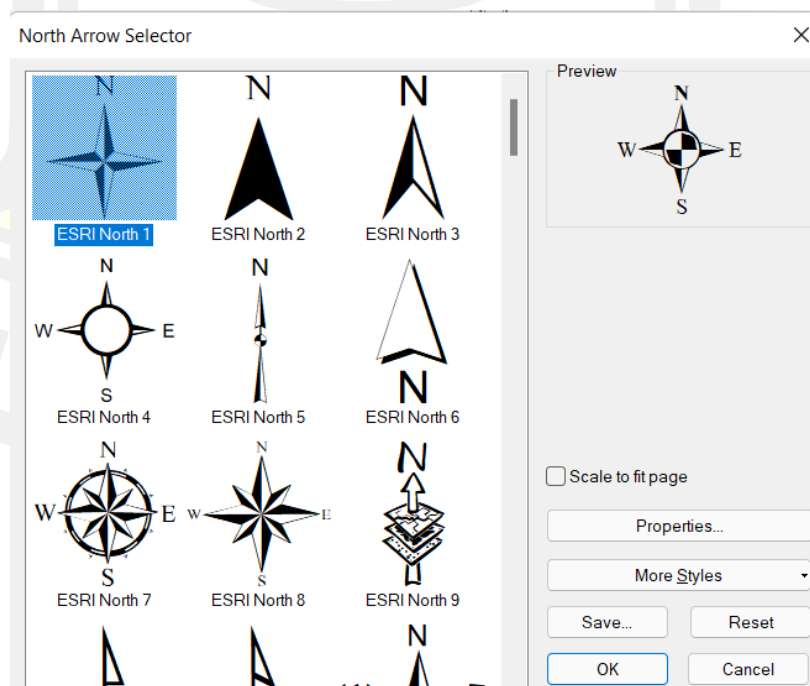 North Arrow Selector
Preview
N
N
N
N
W
E
S
ESRI North 1
ESRI North 2
ESRI North 3
N
N
W
E
S
N
ESRI North 4
ESRI North 5
ESRI North 6
N
N
N
W
E
W
E
S
S
ESRI North 7
ESRI North 8
ESRI North 9
N
Scale to fit page
Properties...
More Styles
Save...
Reset
OK
Cancel